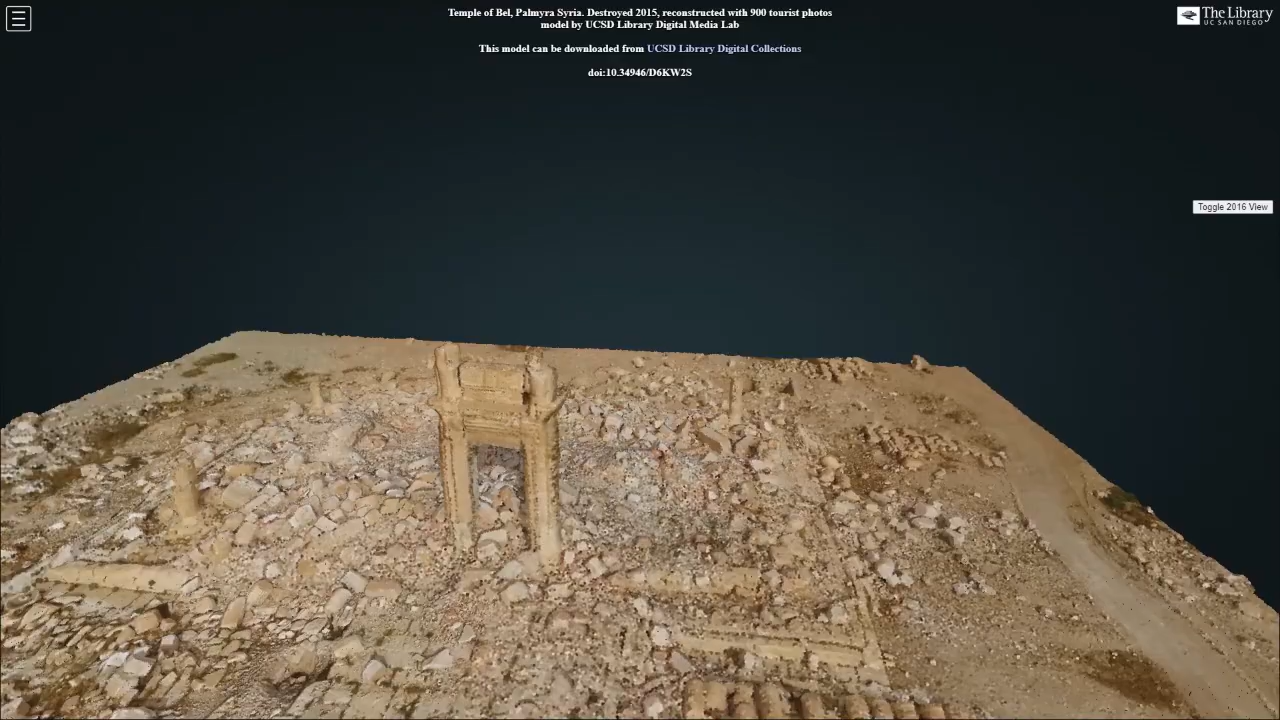 Temple of Bel, Palmyra Syria. Destroyed 2015, reconstructed with 900 tourist photos
model by UCSD Library Digital Media Lab
This model can be downloaded from UCSD Library Digital Collections
doi:10.34946/D6KW2S
The Library
UC SAN DIEGO
Toggle 2016 View